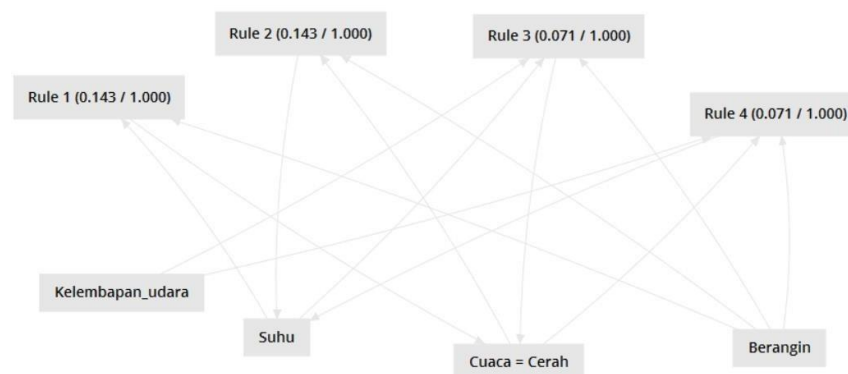 Rule 2 (0.143 / 1.000)
Rule 3 (0.071 / 1.000)
Rule 1 (0.143 / 1.000)
Rule 4 (0.071 / 1.000)
Kelembapan_udara
Suhu
Cuaca = Cerah
Berangin